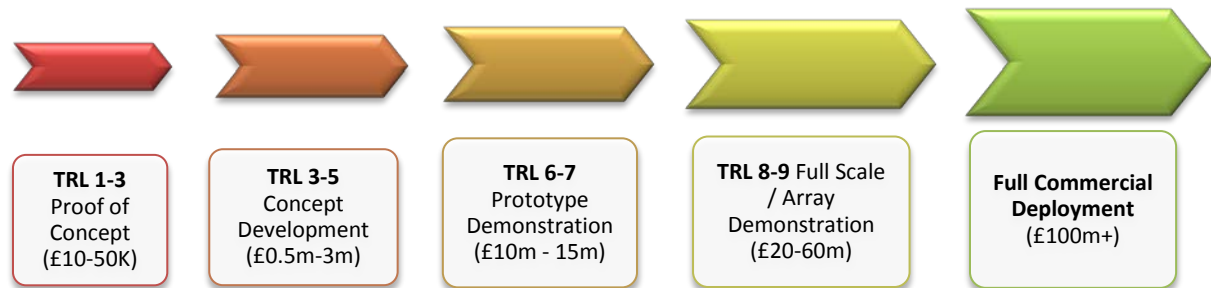 TRL 1-3
Proof of
Concept
(£10-50K)
TRL 3-5
Concept
Development
(£0.5m-3m)
TRL 6-7
Prototype
Demonstration
(£10m - 15m)
TRL 8-9 Full Scale
/ Array
Demonstration
(£20-60m)
Full Commercial
Deployment
(£100m+)